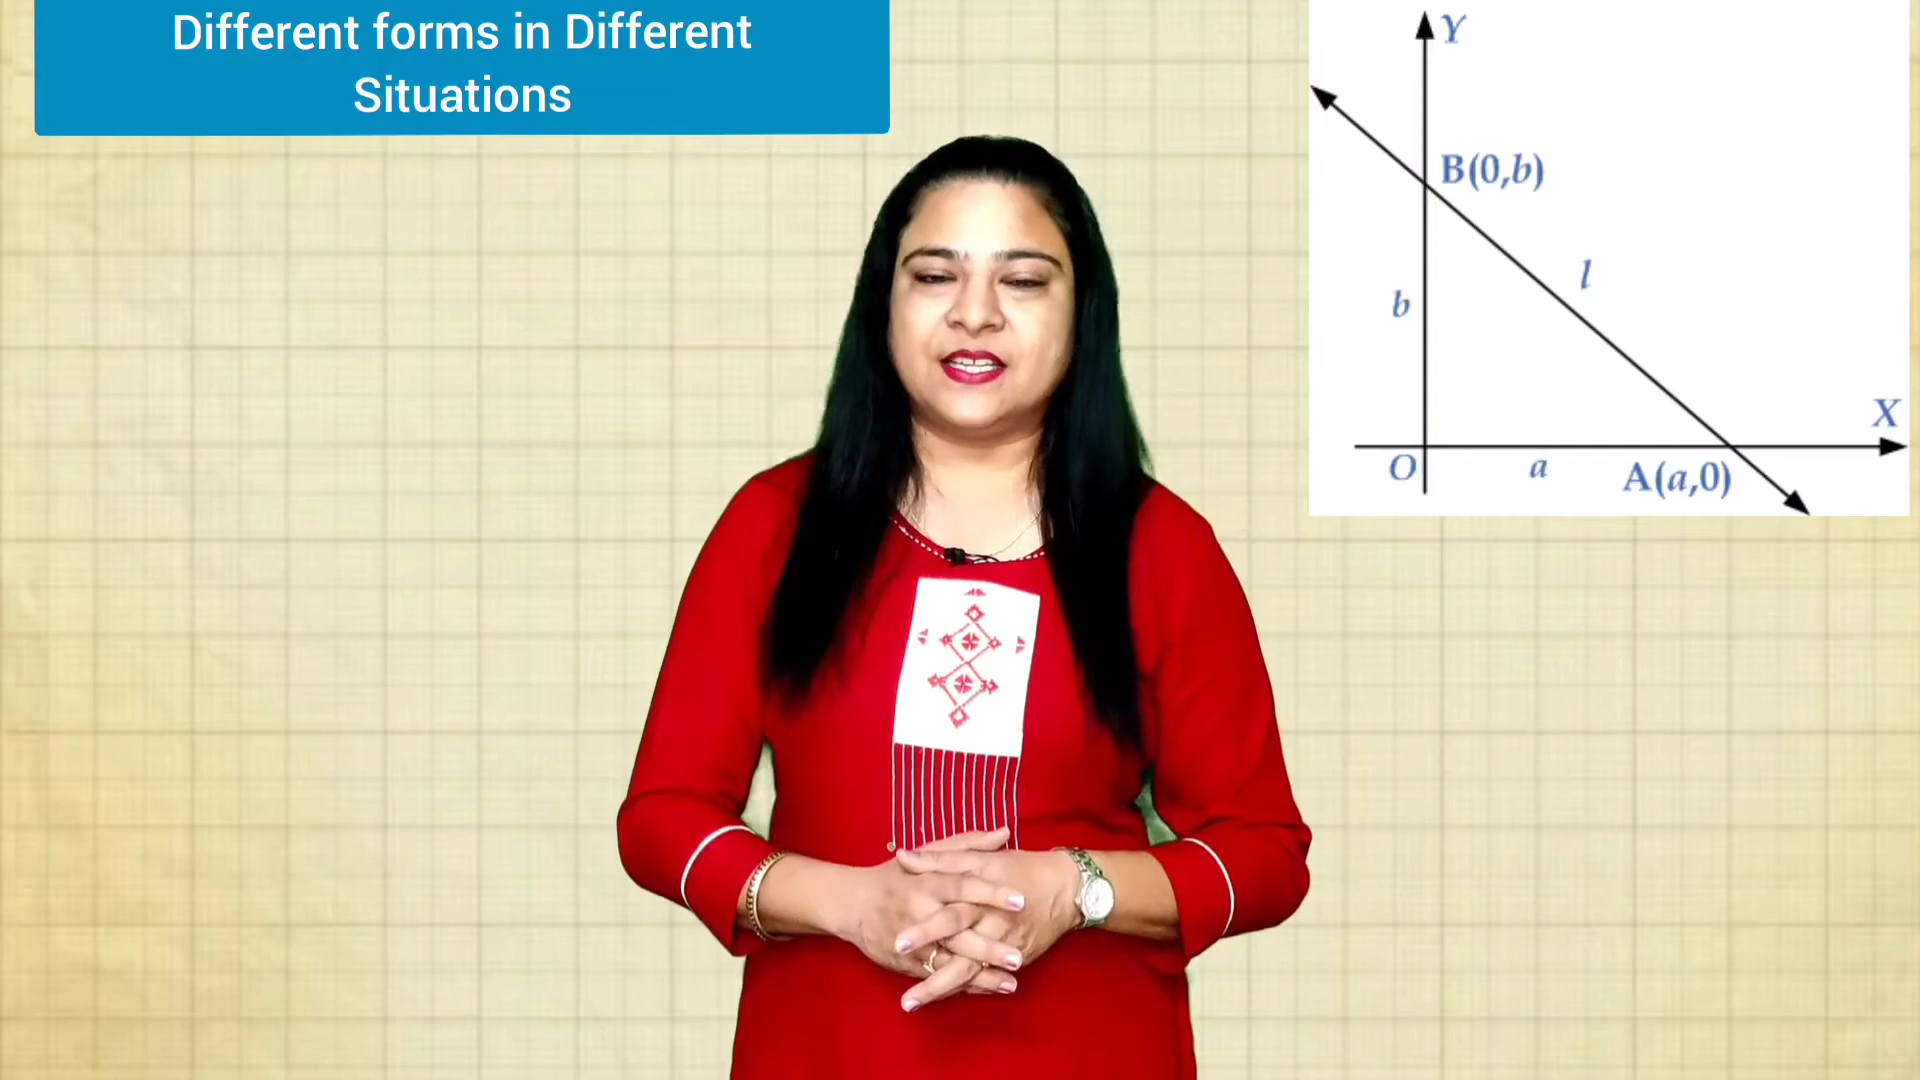 Different forms in Different
Situations
Y
B(0,b)
l
b
X
O
a
A(a,0)